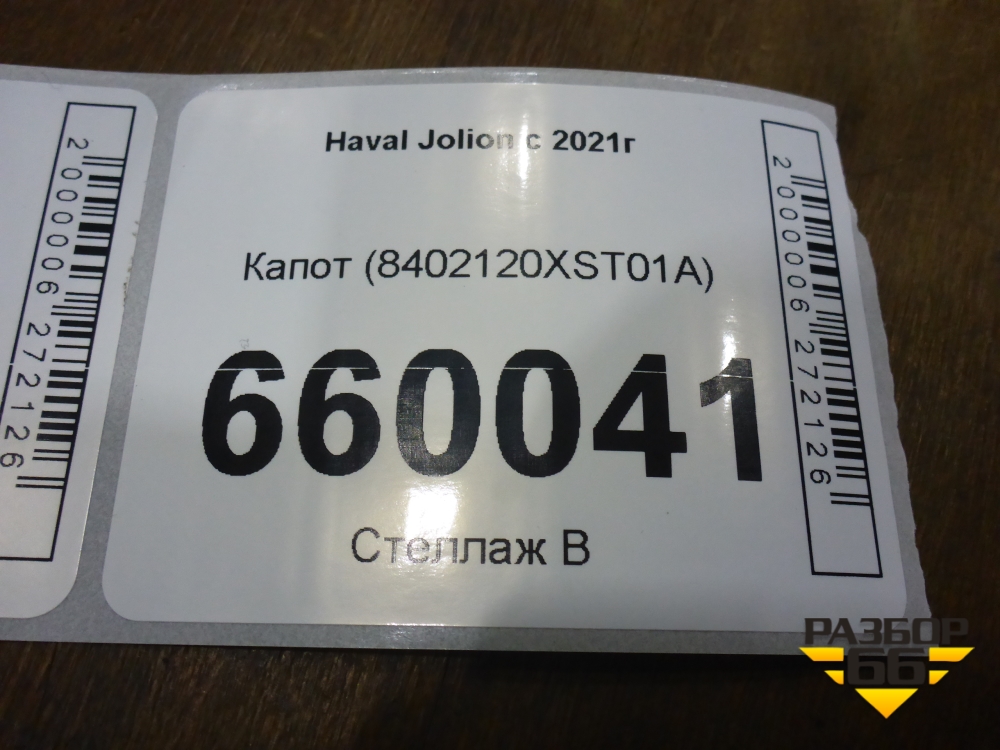 2000006272126
Haval Jolion с 2021г
Капот (8402120XST01A)
660041
Стеллаж В
2000006272126
РАЗБОР
66